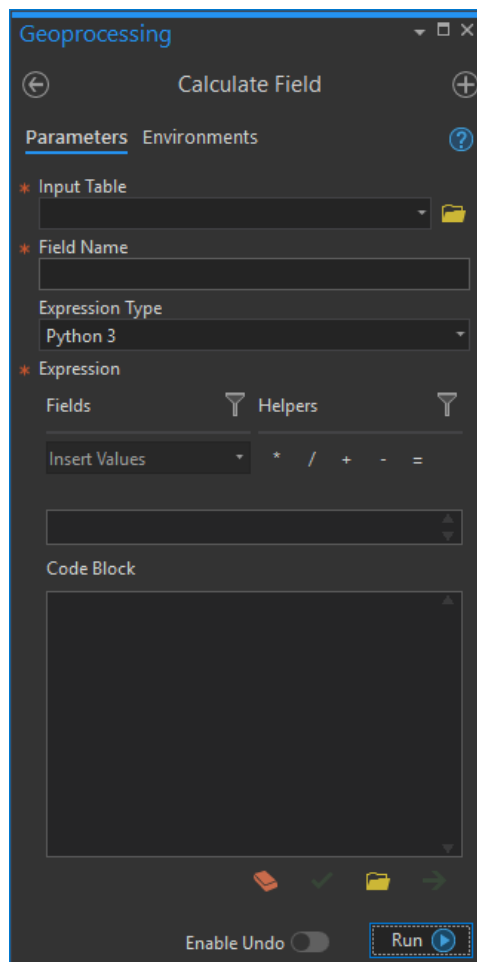 Geoprocessing
Calculate Field
Parameters Environments
* Input Table
* Field Name
Expression Type
Python 3
* Expression
Fields Helpers
Insert Values * / + - =
Code Block
Enable Undo Run